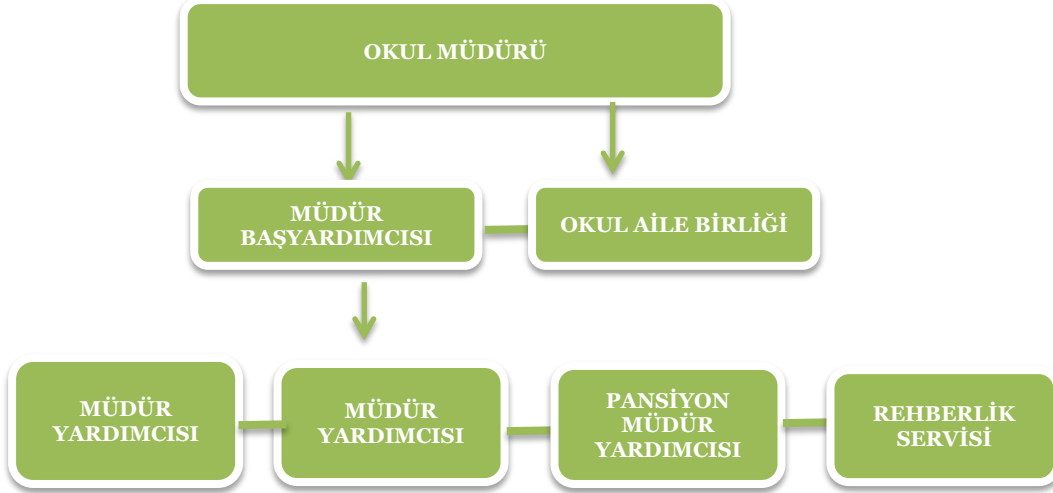 OKUL MÜDÜRÜ
MÜDÜR
BAŞYARDIMCISI
OKUL AİLE BİRLİĞİ
MÜDÜR
YARDIMCISI
MÜDÜR
YARDIMCISI
PANSİYON
MÜDÜR
YARDIMCISI
REHBERLİK
SERVİSİ